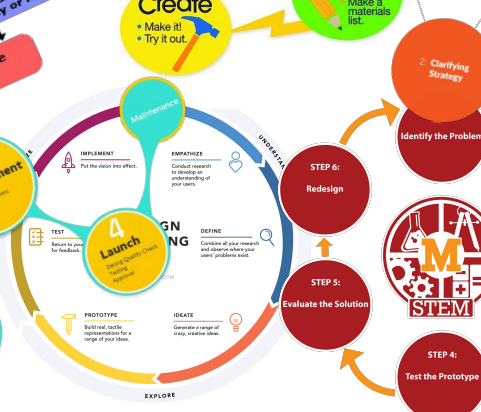 Create
• Make it!
• Try it out.
Make a
materials
list.
2: Clarifying
Strategy
Identify the Problem
Maintenance
IMPLEMENT
Put the vision into effect.
EMPATHIZE
Conduct research
to develop an
understanding of
your users.
STEP 6:
Redesign
TEST
Return to your
for feedback.
4
Launch
Desing Quality Check
Testing
Approval
DEFINE
Combine all your research
and observe where your
users' problems exist.
STEP 5:
Evaluate the Solution
M
STEM
PROTOTYPE
Build real, tactile
representations for a
range of your ideas.
IDEATE
Generate a range of
crazy, creative ideas.
STEP 4:
Test the Prototype
EXPLORE